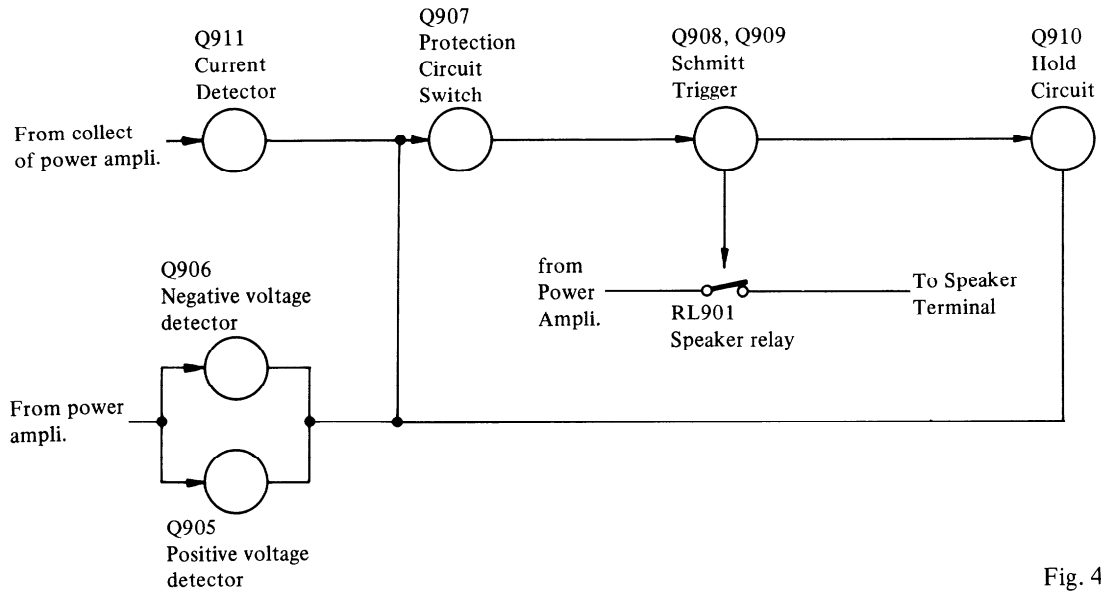 Q911
Current
Detector
Q907
Protection
Circuit
Switch
Q908, Q909
Schmitt
Trigger
Q910
Hold
Circuit
From collect
of power ampli.
from
Power
Ampli.
RL901
Speaker relay
To Speaker
Terminal
Q906
Negative voltage
detector
From power
ampli.
Q905
Positive voltage
detector
Fig. 4